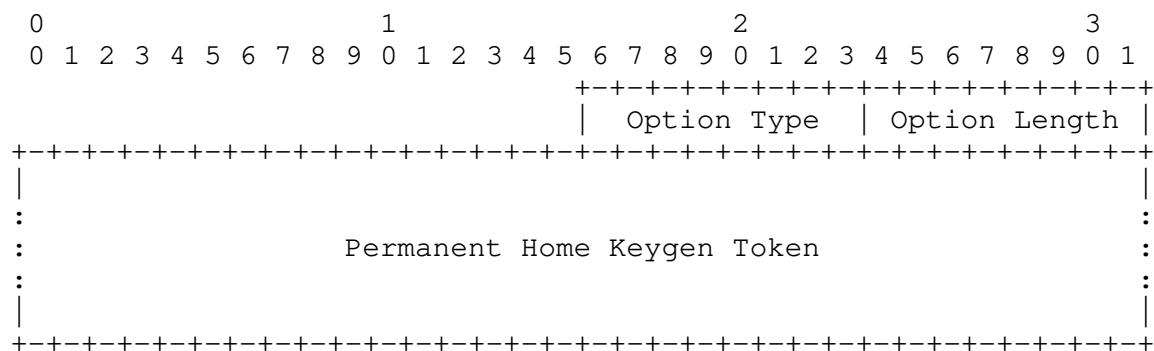 0                   1                   2                   3
 0 1 2 3 4 5 6 7 8 9 0 1 2 3 4 5 6 7 8 9 0 1 2 3 4 5 6 7 8 9 0 1
                                +-+-+-+-+-+-+-+-+-+-+-+-+-+-+-+-+
                                |  Option Type  | Option Length |
+-+-+-+-+-+-+-+-+-+-+-+-+-+-+-+-+-+-+-+-+-+-+-+-+-+-+-+-+-+-+-+-+
|                                                               |
:                                                               :
:                  Permanent Home Keygen Token                  :
:                                                               :
|                                                               |
+-+-+-+-+-+-+-+-+-+-+-+-+-+-+-+-+-+-+-+-+-+-+-+-+-+-+-+-+-+-+-+-+